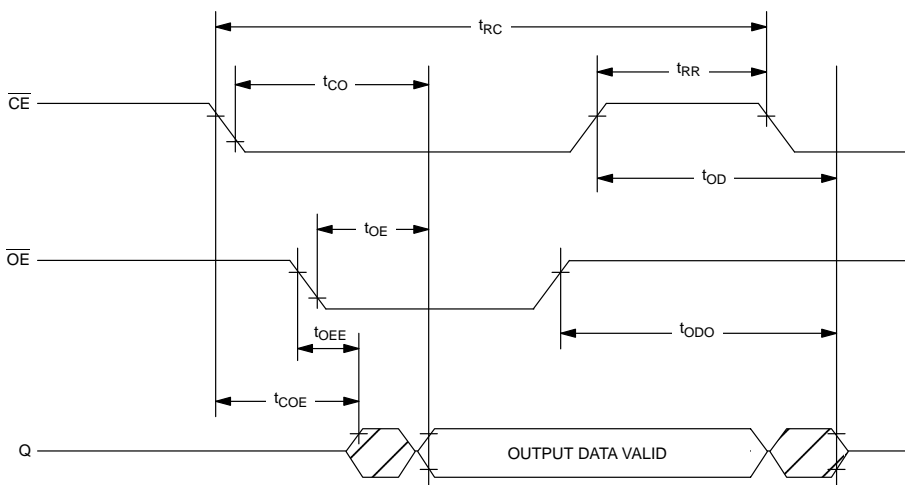 tRC
tCO
tRR
CE
tOD
tOE
OE
tOEE
tODO
tCOE
Q
OUTPUT DATA VALID